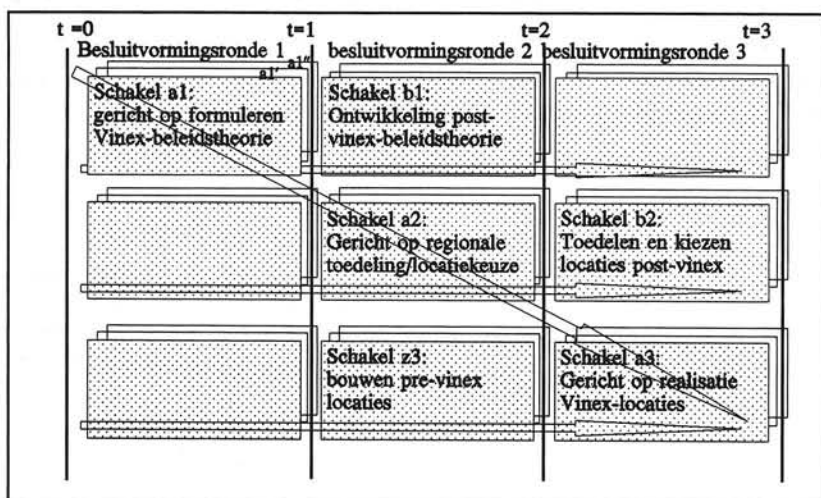 t =0 t=1 t=2 t=3
Besluitvormingsronde 1 besluitvormingsronde 2 besluitvormingsronde 3
a1' a1"
Schakel a1:
gericht op formuleren
Vinex-beleidstheorie
Schakel b1:
Ontwikkeling post-
vinex-beleidstheorie
Schakel a2:
Gericht op regionale
toedeling/locatiekeuze
Schakel b2:
Toedelen en kiezen
locaties post-vinex
Schakel z3:
bouwen pre-vinex
locaties
Schakel a3:
Gericht op realisatie
Vinex-locaties